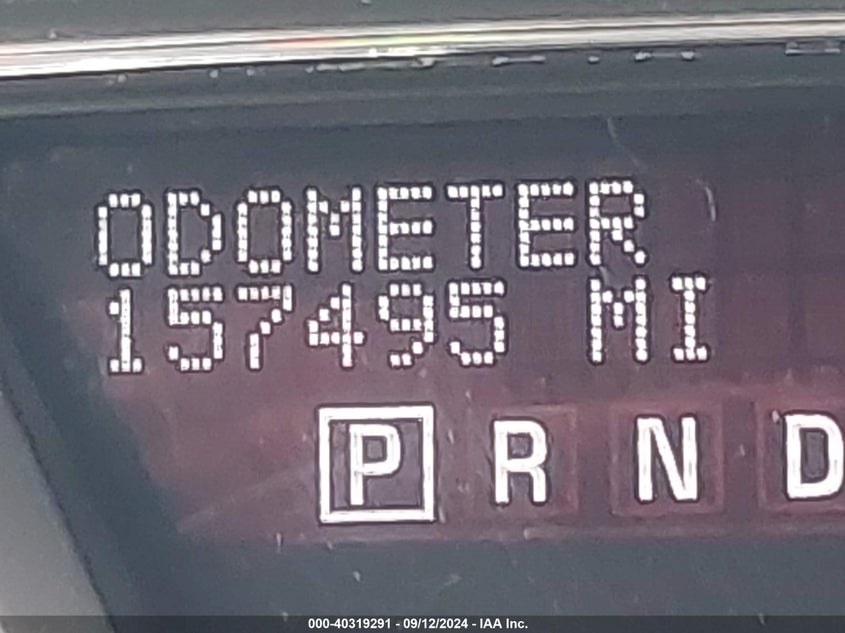 ODOMETER
157495 MI
P R N D
000-40319291 - 09/12/2024 - IAA Inc.